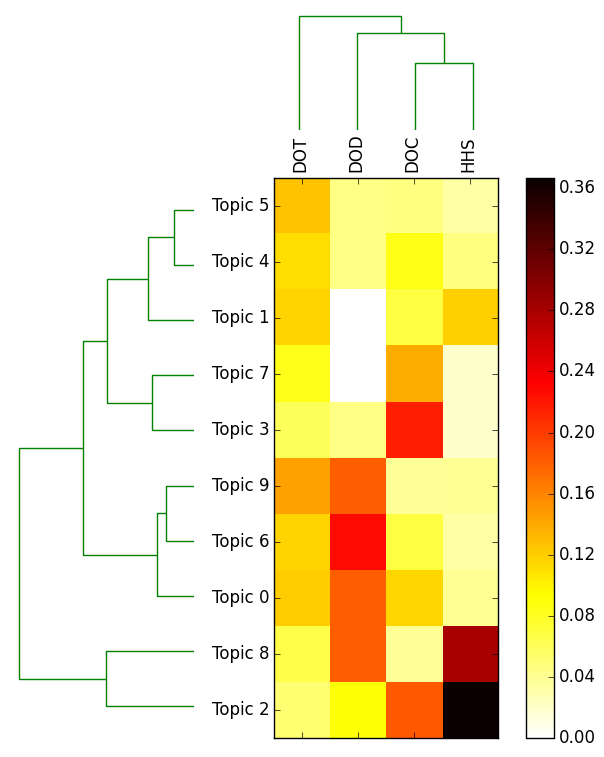 DOT
DOD
DOC
HHS
Topic 5
Topic 4
Topic 1
Topic 7
Topic 3
Topic 9
Topic 6
Topic 0
Topic 8
Topic 2
0.36
0.32
0.28
0.24
0.20
0.16
0.12
0.08
0.04
0.00